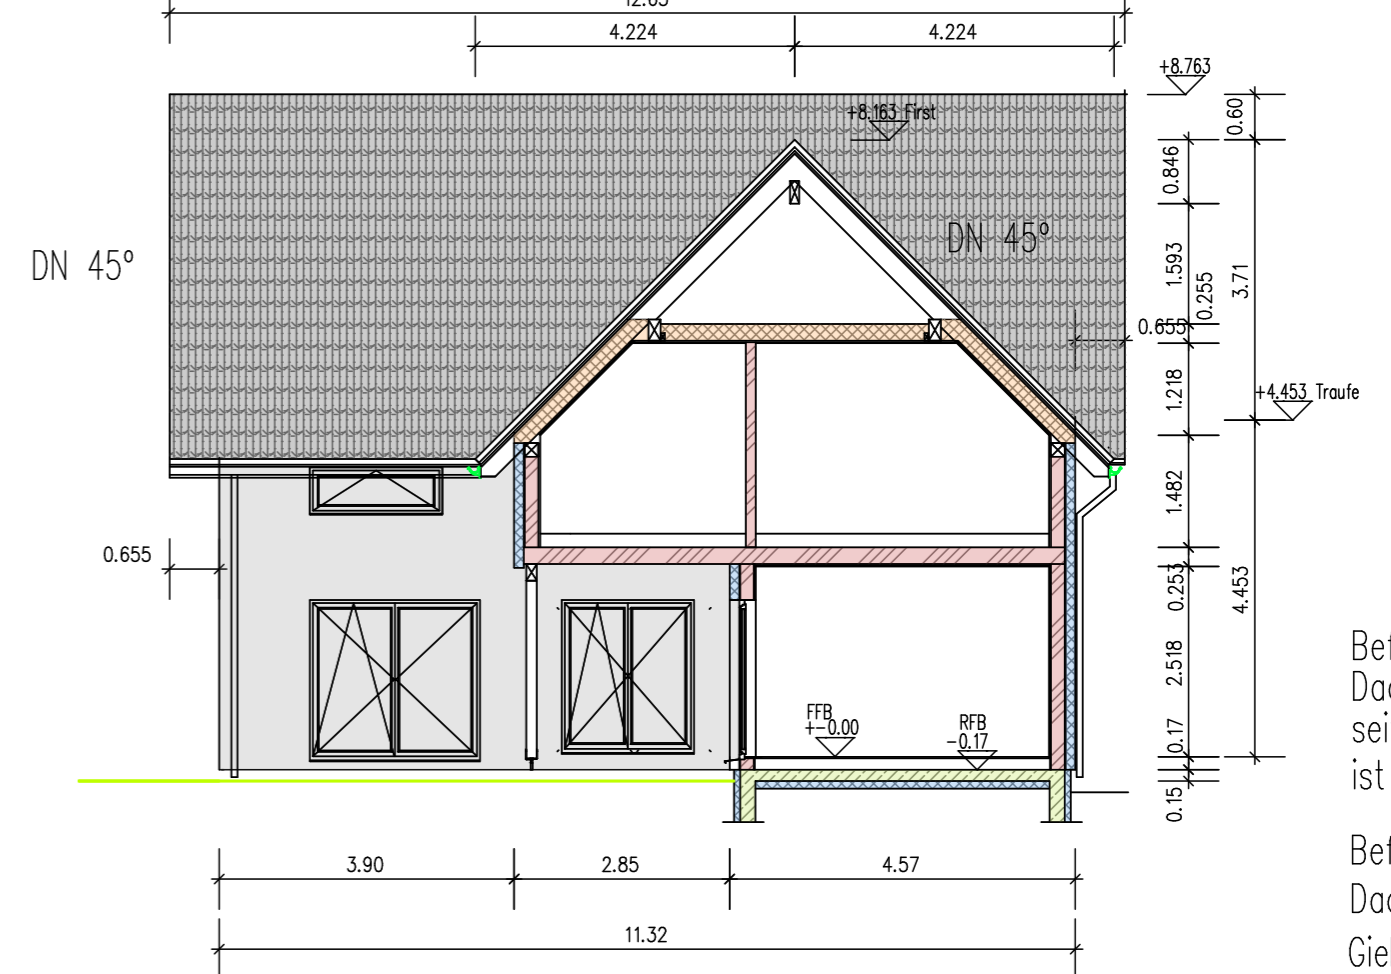 4.224
4.224
+8.763
+8.163 First
0.60
0.846
DN 45°
DN 45°
1.593
0.255
3.71
0.655
1.218
+4.453 Traufe
1.482
0.655
0.253
4.453
2.518
FFB
+-0.00
RFB
-0.17
0.17
0.15
sei
ist
3.90
2.85
4.57
11.32